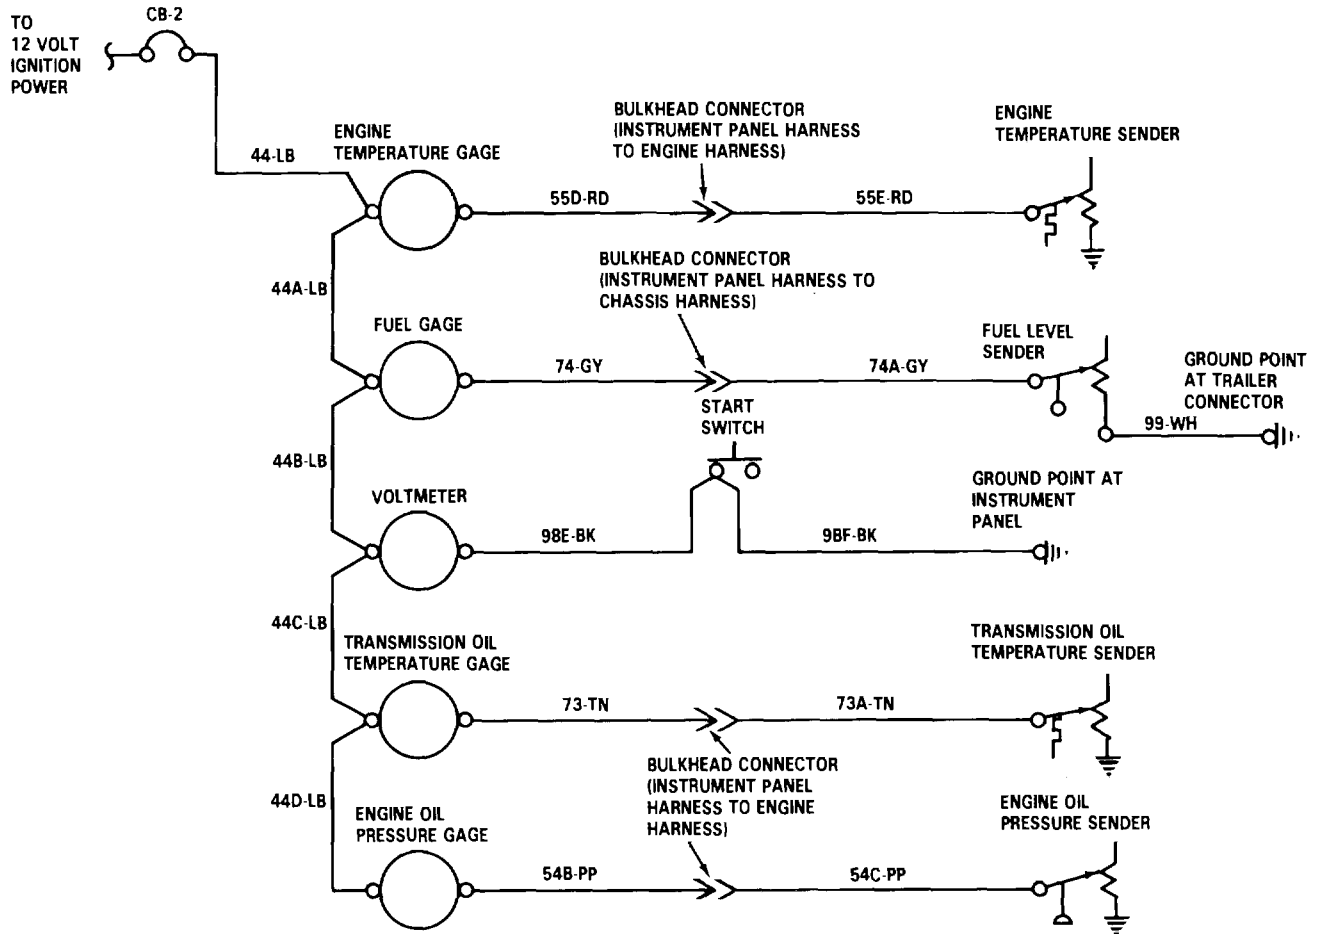 TO
12 VOLT
IGNITION
POWER
CB-2
44-LB
ENGINE
TEMPERATURE GAGE
55D-RD
BULKHEAD CONNECTOR
(INSTRUMENT PANEL HARNESS
TO ENGINE HARNESS)
55E-RD
ENGINE
TEMPERATURE SENDER
44A-LB
BULKHEAD CONNECTOR
(INSTRUMENT PANEL HARNESS TO
CHASSIS HARNESS)
FUEL GAGE
74-GY
74A-GY
FUEL LEVEL
SENDER
GROUND POINT
AT TRAILER
CONNECTOR
99-WH
START
SWITCH
44B-LB
VOLTMETER
98E-BK
98F-BK
GROUND POINT AT
INSTRUMENT
PANEL
44C-LB
TRANSMISSION OIL
TEMPERATURE GAGE
73-TN
73A-TN
TRANSMISSION OIL
TEMPERATURE SENDER
BULKHEAD CONNECTOR
(INSTRUMENT PANEL
HARNESS TO ENGINE
HARNESS)
44D-LB
ENGINE OIL
PRESSURE GAGE
54B-PP
54C-PP
ENGINE OIL
PRESSURE SENDER